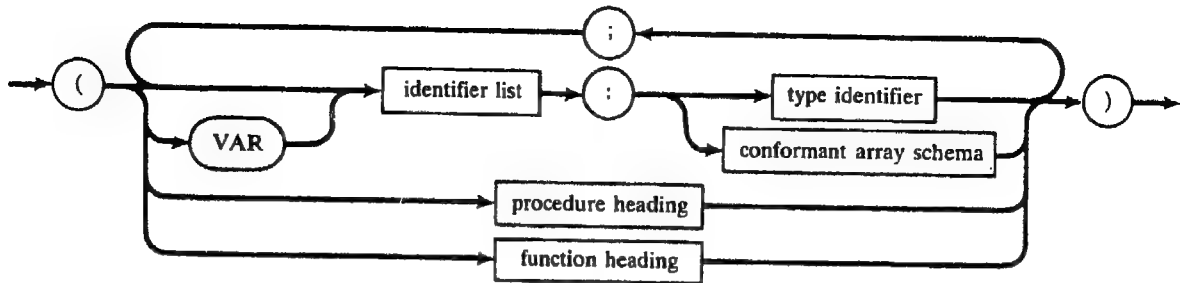 ;
( identifier list : type identifier )
VAR conformant array schema
procedure heading
function heading